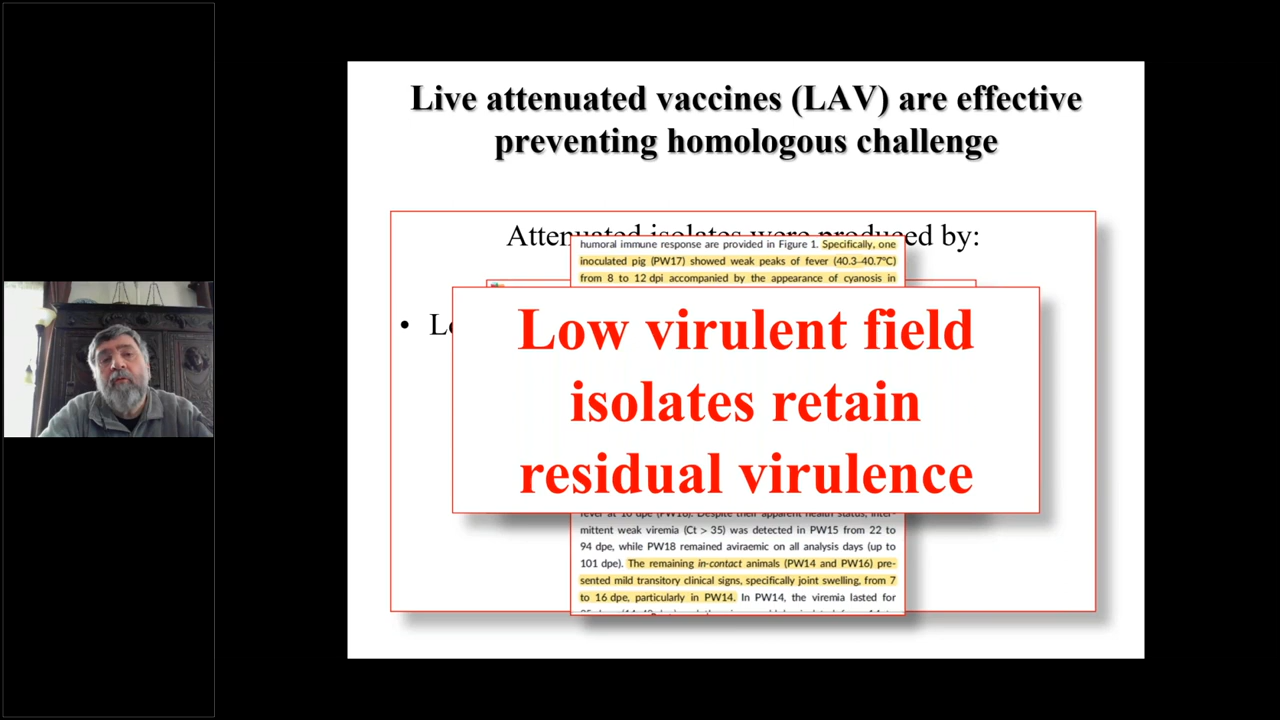 Live attenuated vaccines (LAV) are effective
preventing homologous challenge
Attenuated isolates were produced by:
humoral immune response are provided in Figure 1. Specifically, one
inoculated pig (PW17) showed weak peaks of fever (40.3–40.7°C)
from 8 to 12 dpi accompanied by the appearance of cyanosis in
•
Low virulent field
isolates retain
residual virulence
fever at 10 dpe (PW18). Despite their apparent health status, inter-
mittent weak viremia (Ct > 35) was detected in PW15 from 22 to
94 dpe, while PW18 remained aviraemic on all analysis days (up to
101 dpe). The remaining in-contact animals (PW14 and PW16) pre-
sented mild transitory clinical signs, specifically joint swelling, from 7
to 16 dpe, particularly in PW14. In PW14, the viremia lasted for